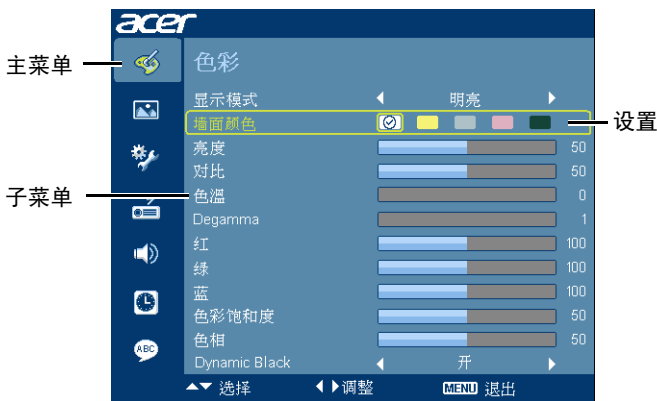 acer
主菜单
色彩
显示模式 明亮
墙面颜色
设置
亮度 50
对比 50
子菜单
色温 0
Degamma 1
红 100
绿 100
蓝 100
色彩饱和度 50
色相 50
Dynamic Black 开
ABC
选择 调整 MENU 退出